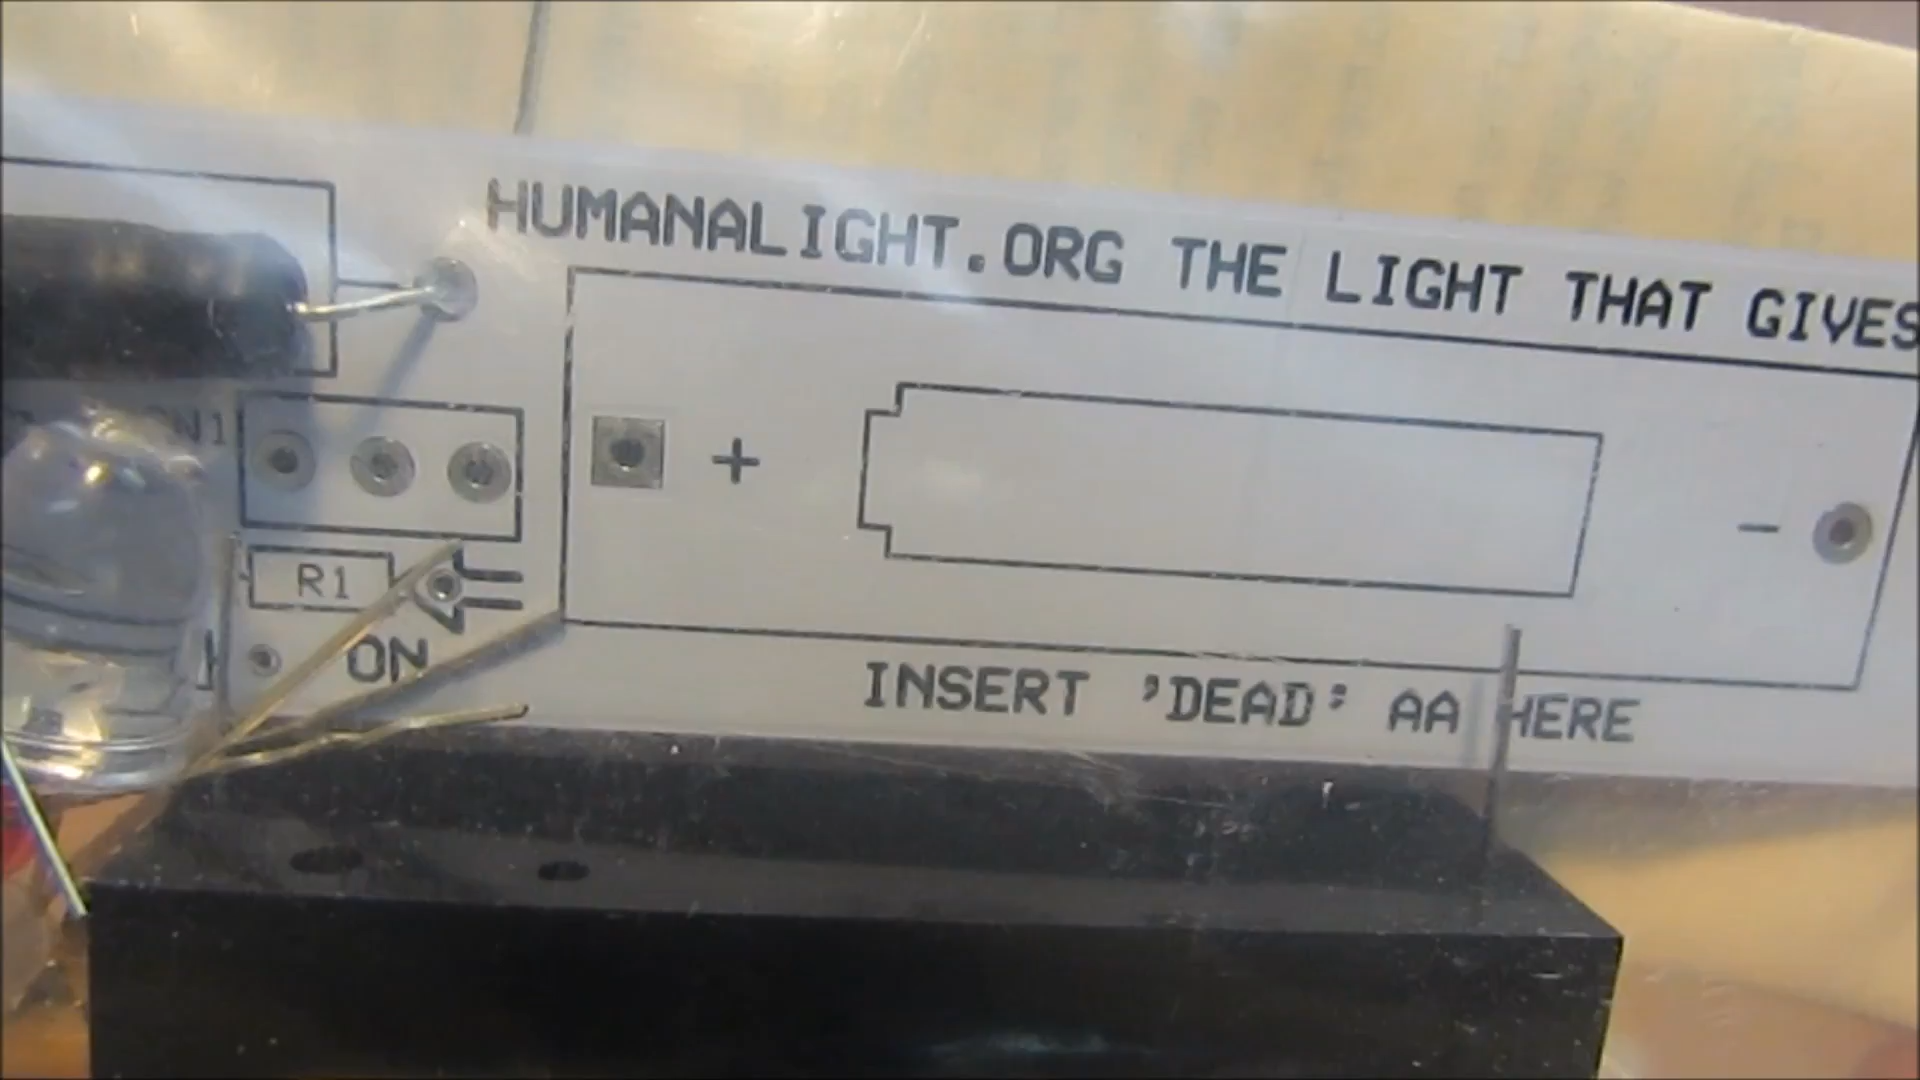 HUMANALIGHT.ORG THE LIGHT THAT GIVES
+
-
R1
ON
INSERT 'DEAD' AA HERE